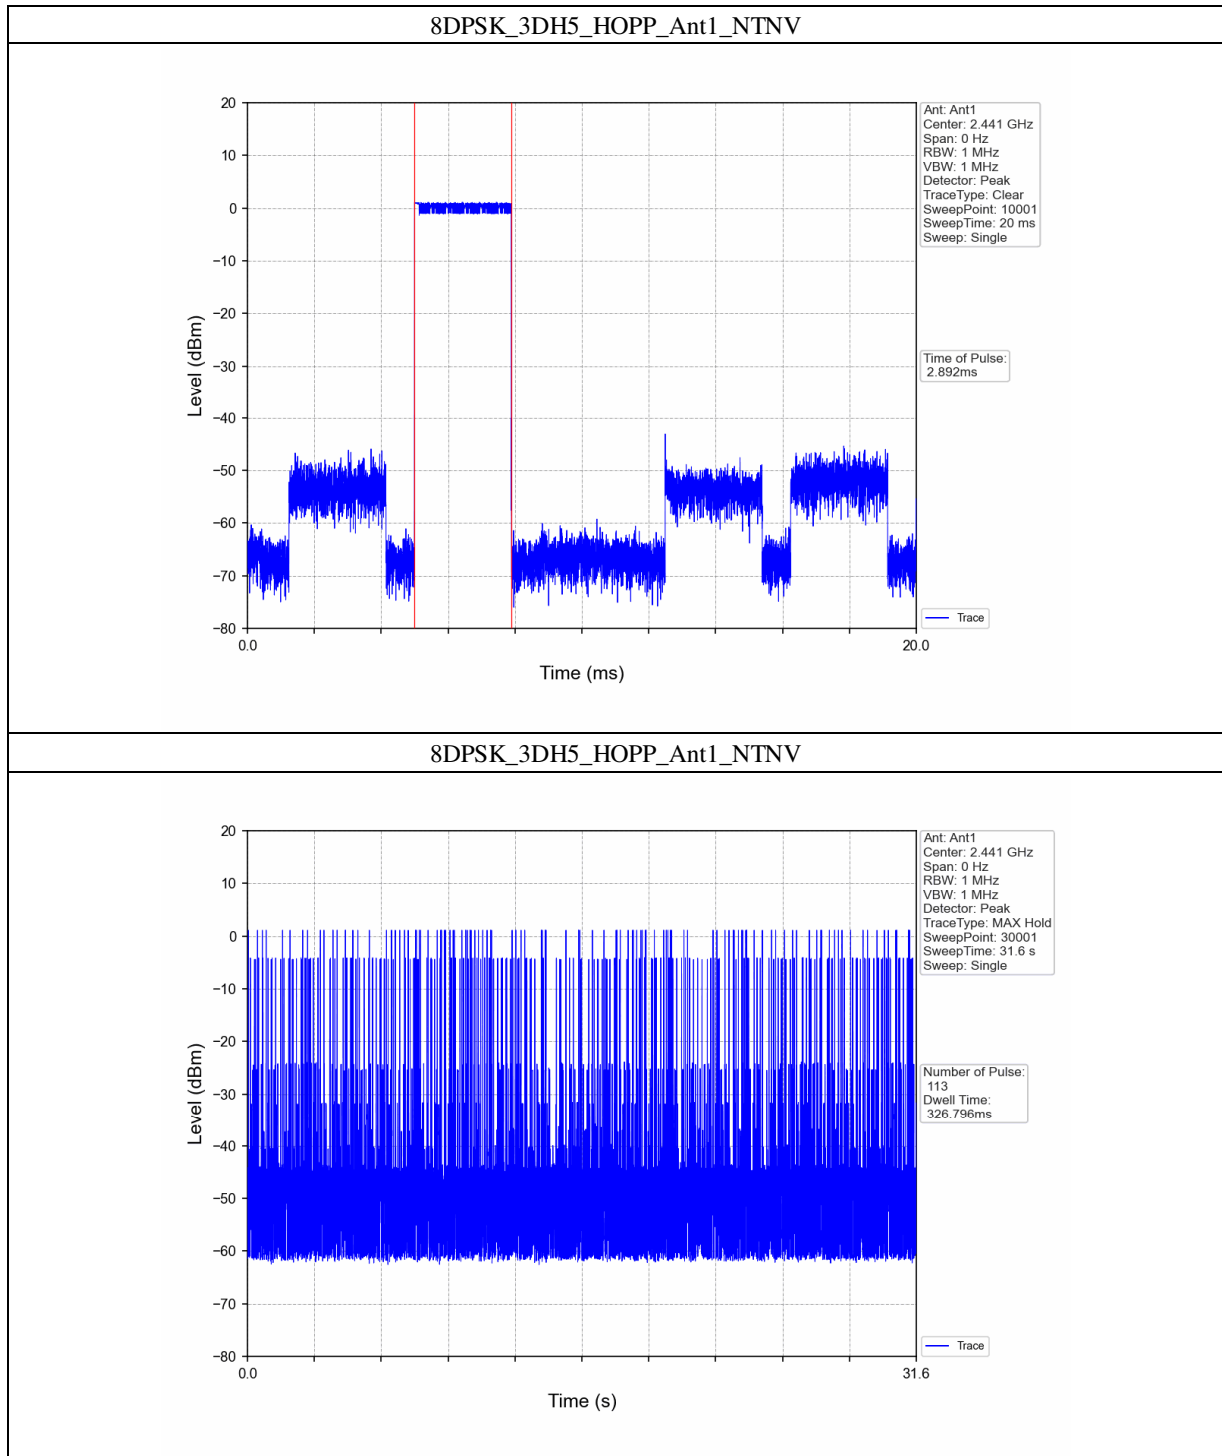 8DPSK_3DH5_HOPP_Ant1_NTNV
20
10
0
−10
−20
−30
−40
−50
−60
−70
−80
Level (dBm)
0.0
20.0
Time (ms)
Ant: Ant1
Center: 2.441 GHz
Span: 0 Hz
RBW: 1 MHz
VBW: 1 MHz
Detector: Peak
TraceType: Clear
SweepPoint: 10001
SweepTime: 20 ms
Sweep: Single
Time of Pulse:
2.892ms
Trace
8DPSK_3DH5_HOPP_Ant1_NTNV
20
10
0
−10
−20
−30
−40
−50
−60
−70
−80
Level (dBm)
0.0
31.6
Time (s)
Ant: Ant1
Center: 2.441 GHz
Span: 0 Hz
RBW: 1 MHz
VBW: 1 MHz
Detector: Peak
TraceType: MAX Hold
SweepPoint: 30001
SweepTime: 31.6 s
Sweep: Single
Number of Pulse:
113
Dwell Time:
326.796ms
Trace